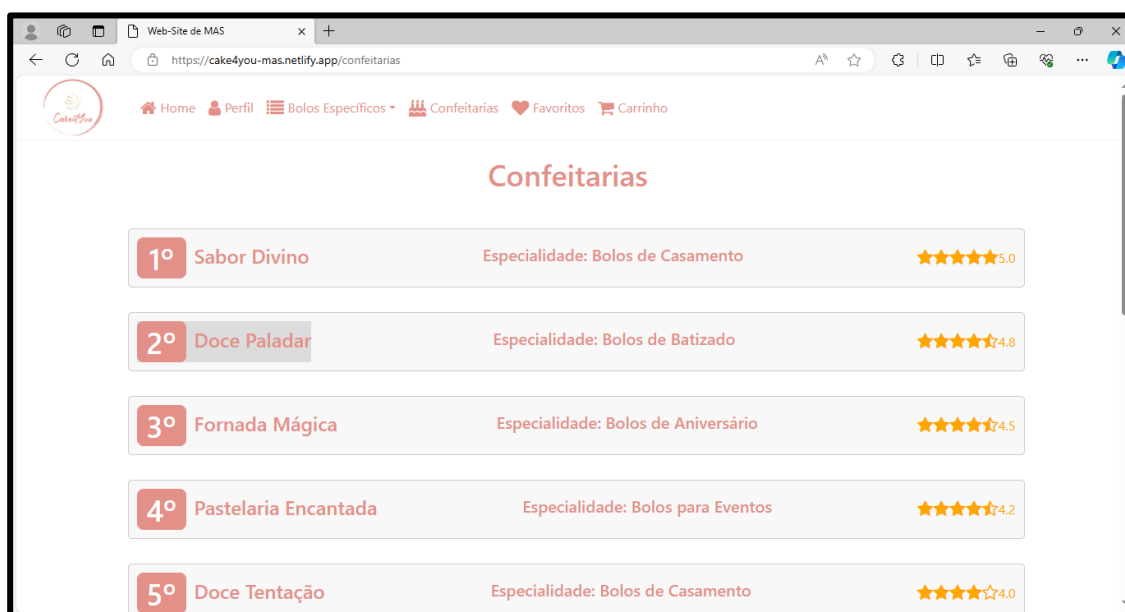 Web-Site de MAS
https://cake4you-mas.netlify.app/confeitarias
Cake4You
Home Perfil Bolos Específicos Confeitarias Favoritos Carrinho
Confeitarias
1º Sabor Divino Especialidade: Bolos de Casamento 5.0
2º Doce Paladar Especialidade: Bolos de Batizado 4.8
3º Fornada Mágica Especialidade: Bolos de Aniversário 4.5
4º Pastelaria Encantada Especialidade: Bolos para Eventos 4.2
5º Doce Tentação Especialidade: Bolos de Casamento 4.0